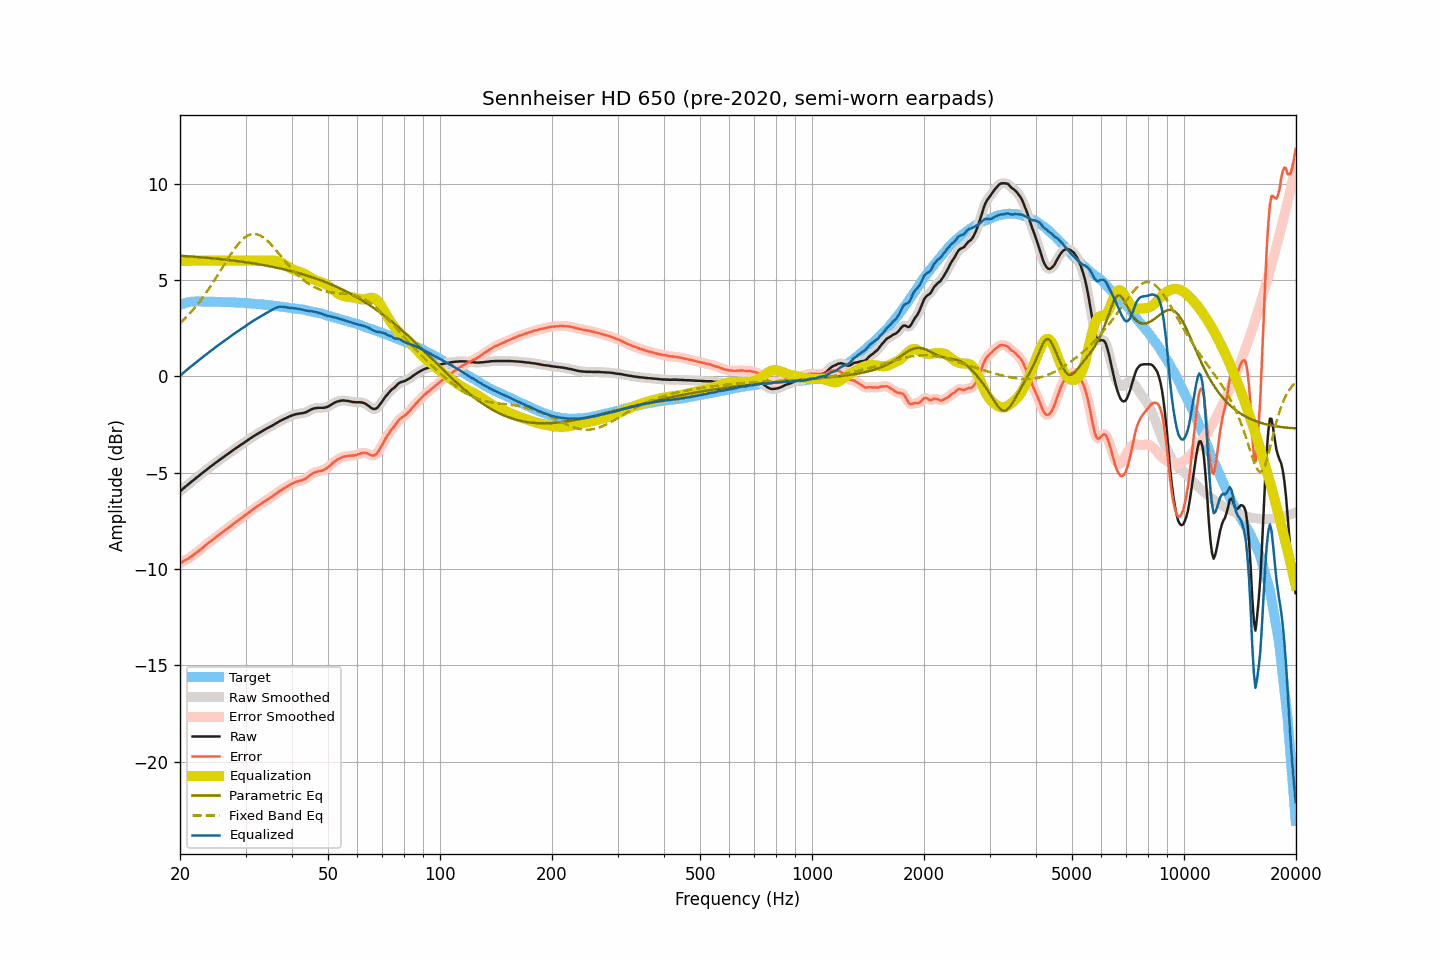 Sennheiser HD 650 (pre-2020, semi-worn earpads)
Amplitude (dBr)
10
5
0
−5
−10
−15
−20
Target
Raw Smoothed
Error Smoothed
Raw
Error
Equalization
Parametric Eq
Fixed Band Eq
Equalized
20 50 100 200 500 1000 2000 5000 10000 20000
Frequency (Hz)